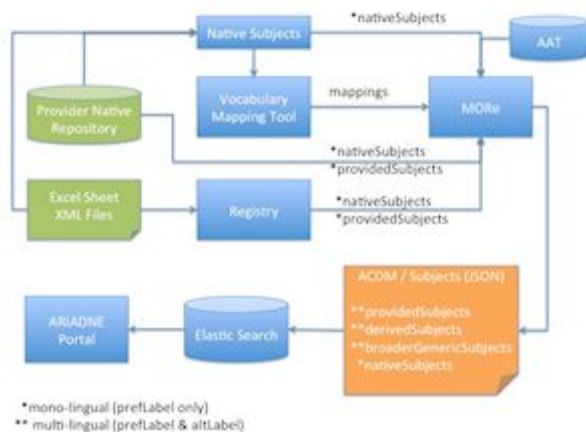 Native Subjects
*nativeSubjects
AAT
Provider Native
Repository
Vocabulary
Mapping Tool
mappings
MORe
*nativeSubjects
*providedSubjects
Excel Sheet
XML Files
Registry
*nativeSubjects
*providedSubjects
ACDM / Subjects (JSON)
**providedSubjects
**derivedSubjects
**broaderGenericSubjects
*nativeSubjects
ARIADNE
Portal
Elastic Search
*mono-lingual (prefLabel only)
** multi-lingual (prefLabel & altLabel)